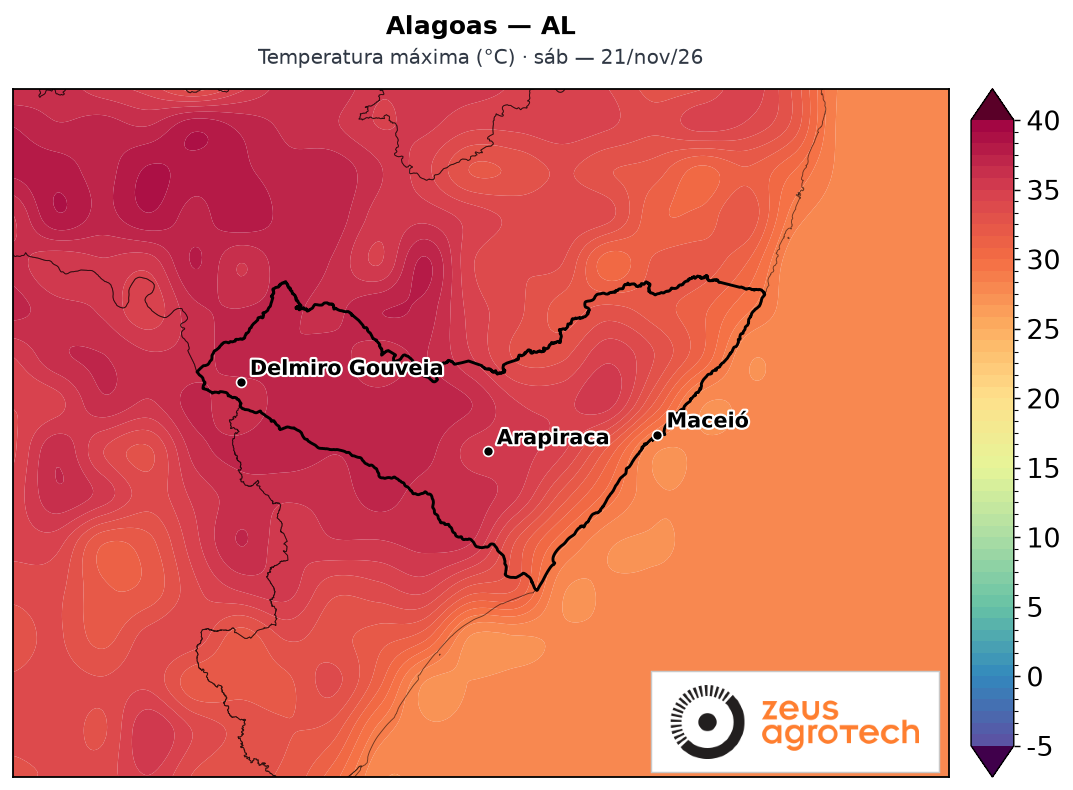 Alagoas — AL
Temperatura máxima (°C) · sáb — 21/nov/26
Delmiro Gouveia
Arapiraca
Maceió
40
35
30
25
20
15
10
5
0
-5
zeus
agrotech